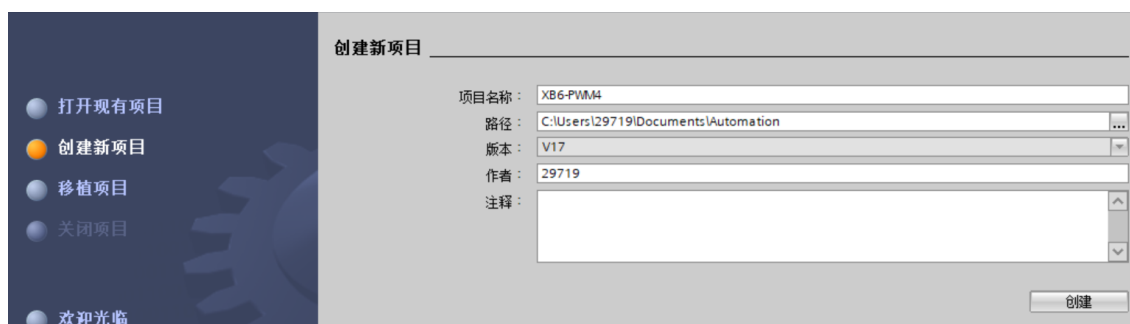 创建新项目
打开现有项目
创建新项目
移植项目
关闭项目
欢迎光临
项目名称： XB6-PWM4
路径： C:\Users\29719\Documents\Automation
...
版本： V17
作者： 29719
注释：
创建